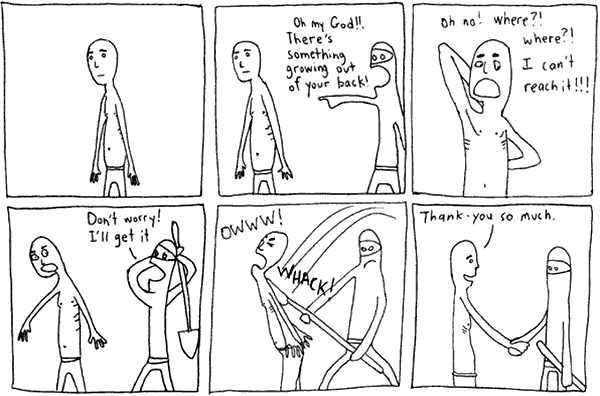 Oh my God!!.
There's
something
growing out
of your back!
Oh no! where?!
where?!
I can't
reach it!!!
Don't worry!
I'll get it
OWWW!
WHACK!
Thank-you so much.